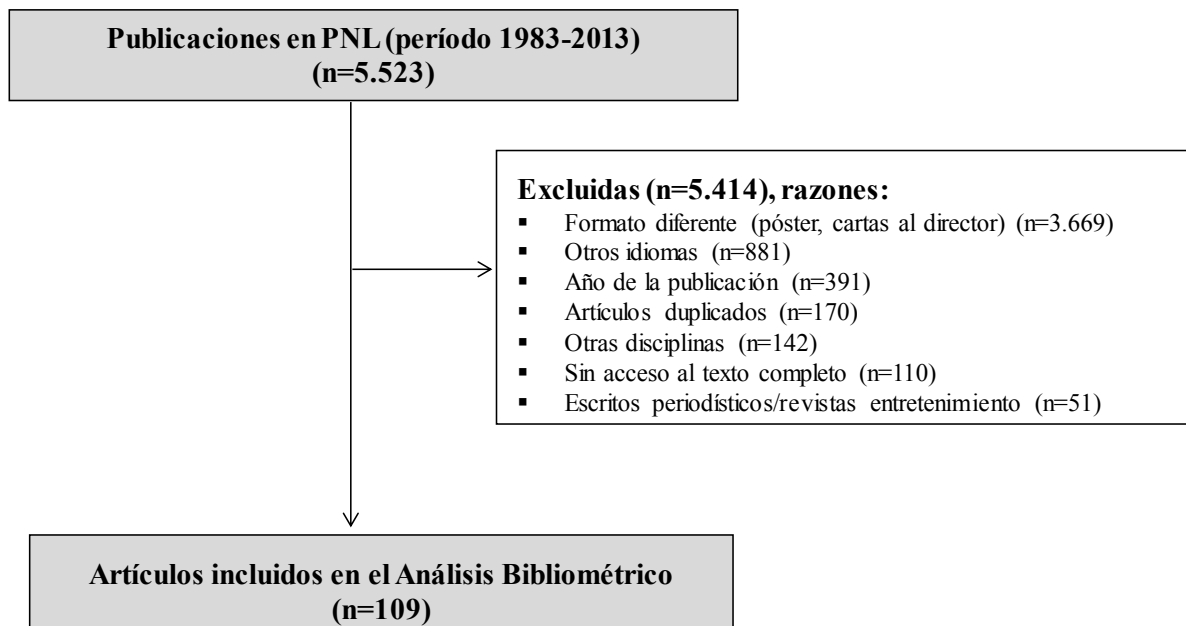 Publicaciones en PNL (período 1983-2013)
(n=5.523)
Excluidas (n=5.414), razones:
▪ Formato diferente (póster, cartas al director) (n=3.669)
▪ Otros idiomas (n=881)
▪ Año de la publicación (n=391)
▪ Artículos duplicados (n=170)
▪ Otras disciplinas (n=142)
▪ Sin acceso al texto completo (n=110)
▪ Escritos periodísticos/revistas entretenimiento (n=51)
Artículos incluidos en el Análisis Bibliométrico
(n=109)